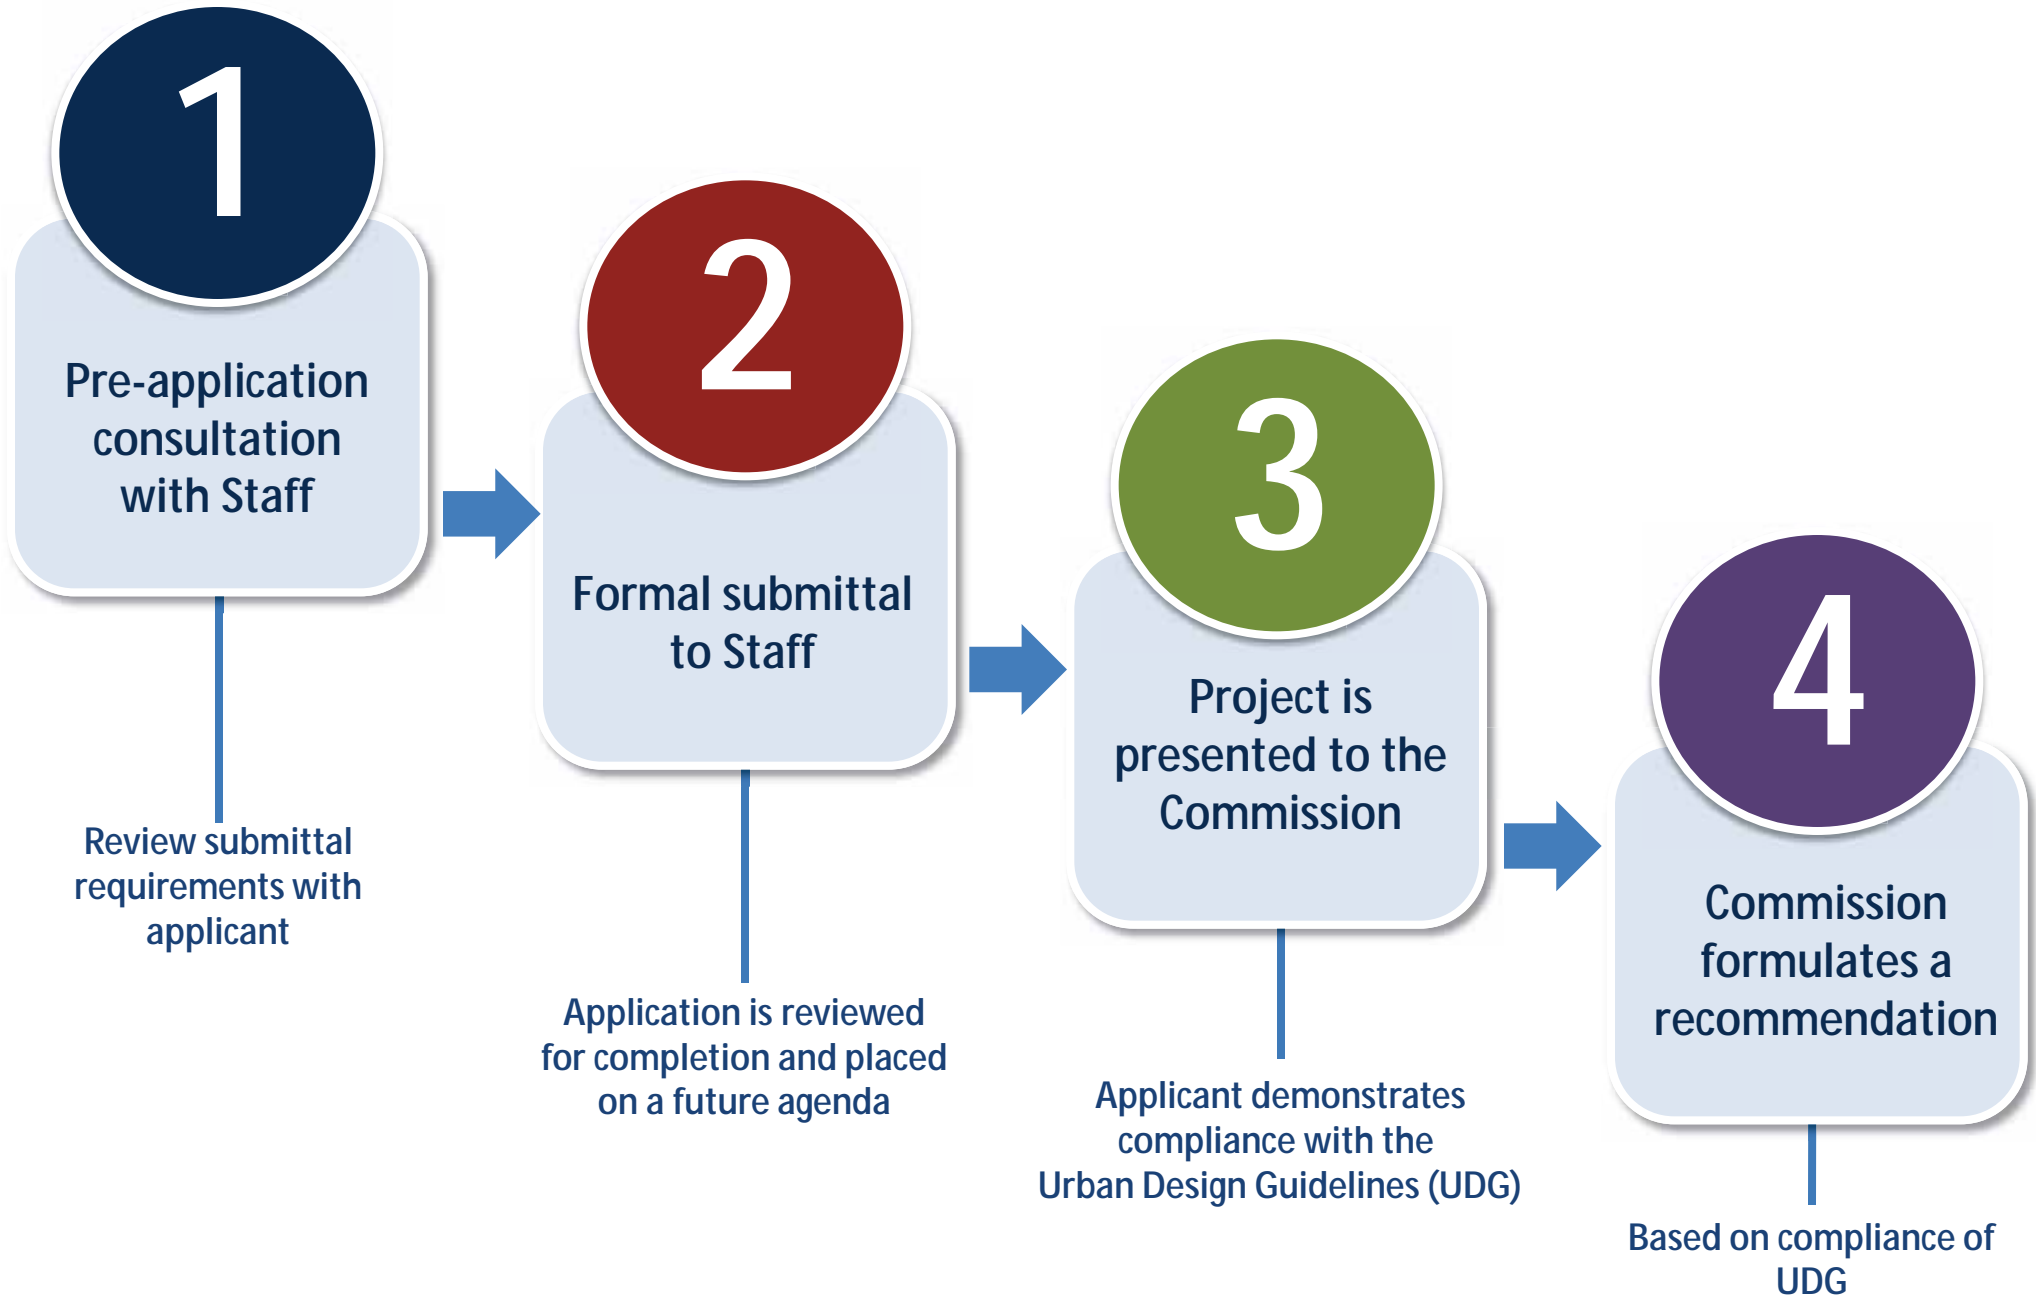 1
Pre-application
consultation
with Staff
Review submittal
requirements with
applicant
2
Formal submittal
to Staff
Application is reviewed
for completion and placed
on a future agenda
3
Project is
presented to the
Commission
Applicant demonstrates
compliance with the
Urban Design Guidelines (UDG)
4
Commission
formulates a
recommendation
Based on compliance of
UDG